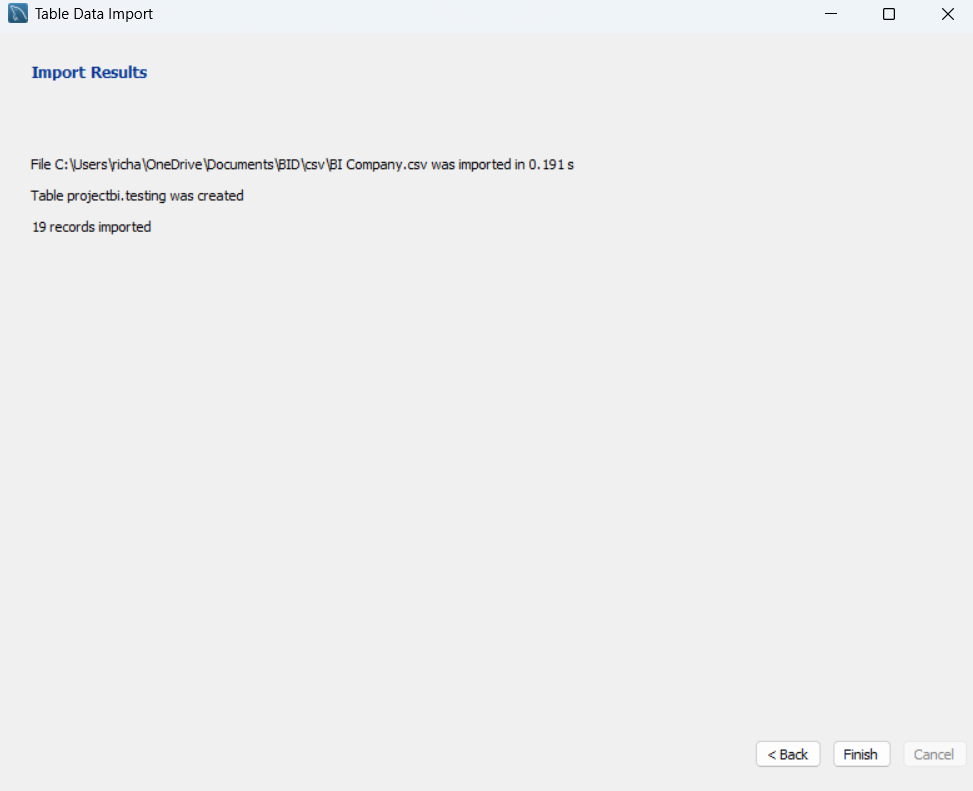 Table Data Import
Import Results
File C:\Users\richa\OneDrive\Documents\BID\csv\BI Company.csv was imported in 0.191 s
Table projectbi.testing was created
19 records imported
< Back Finish Cancel